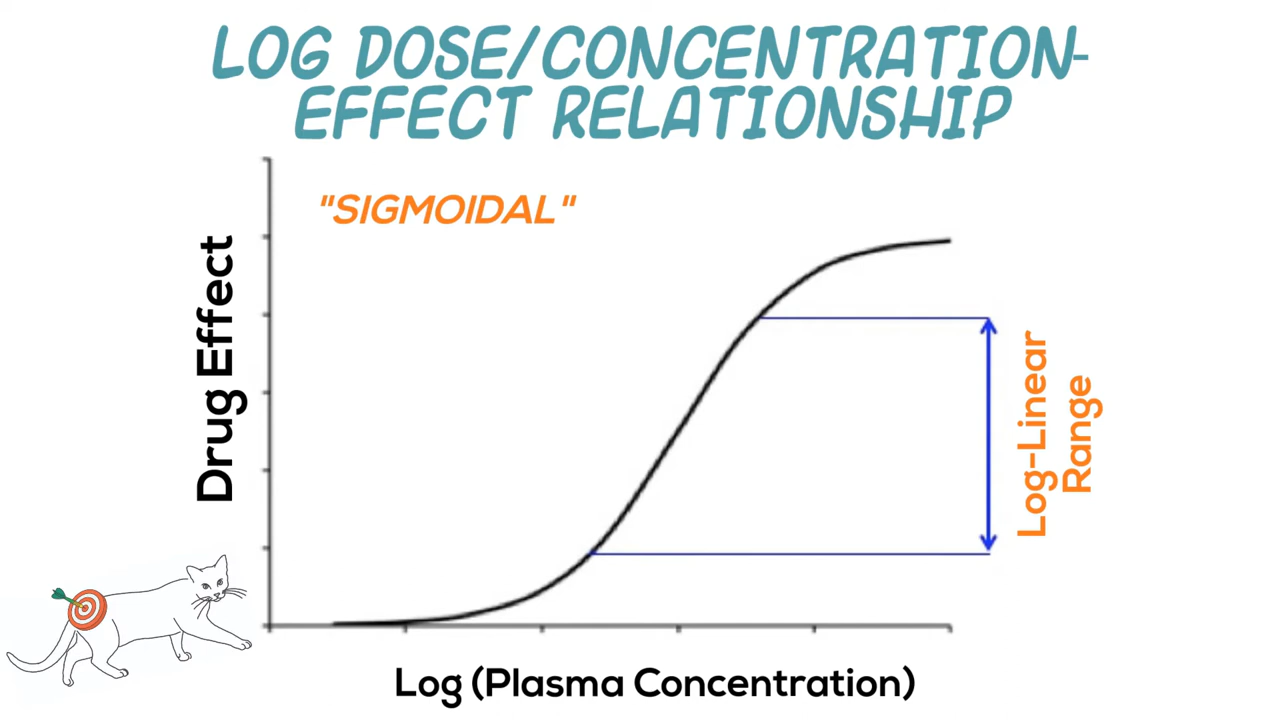 LOG DOSE/CONCENTRATION-
EFFECT RELATIONSHIP
"SIGMOIDAL"
Drug Effect
Log-Linear
Range
Log (Plasma Concentration)